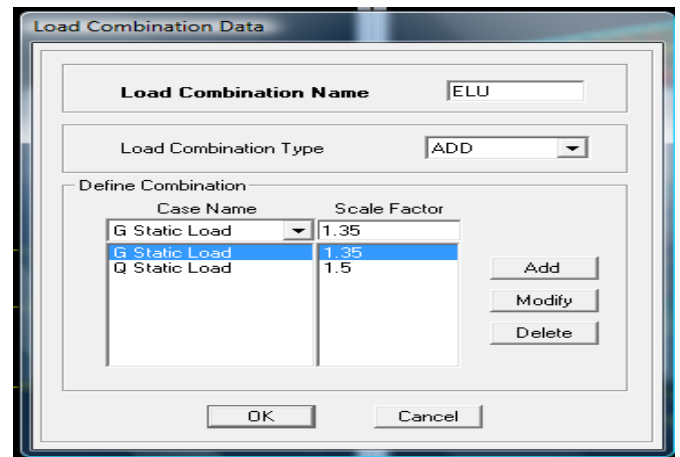 Load Combination Data
Load Combination Name ELU
Load Combination Type ADD
Define Combination
Case Name Scale Factor
G Static Load 1.35
G Static Load 1.35
Q Static Load 1.5
Add
Modify
Delete
OK Cancel